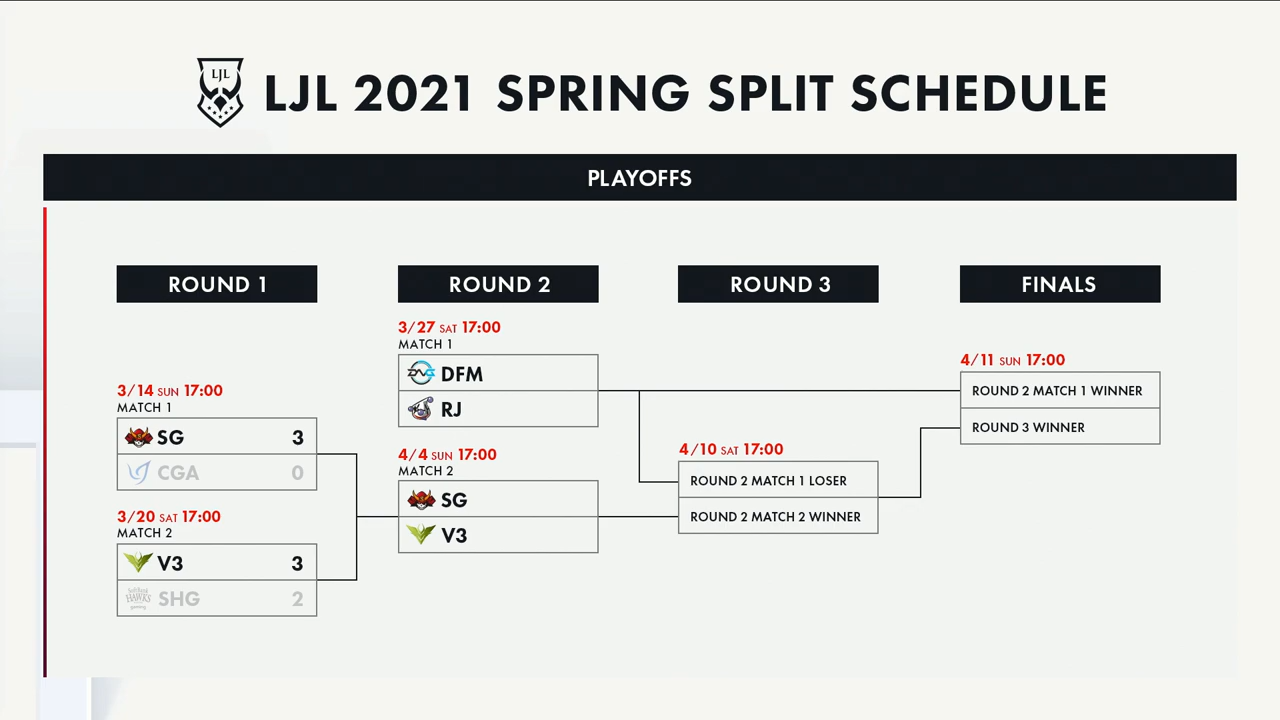 LJL
LJL 2021 SPRING SPLIT SCHEDULE
PLAYOFFS
ROUND 1
3/14 SUN 17:00
MATCH 1
SG 3
CGA 0
3/20 SAT 17:00
MATCH 2
V3 3
SoftBank
HAWKS
gaming
SHG 2
ROUND 2
3/27 SAT 17:00
MATCH 1
DFM
RJ
4/4 SUN 17:00
MATCH 2
SG
V3
ROUND 3
4/10 SAT 17:00
ROUND 2 MATCH 1 LOSER
ROUND 2 MATCH 2 WINNER
FINALS
4/11 SUN 17:00
ROUND 2 MATCH 1 WINNER
ROUND 3 WINNER